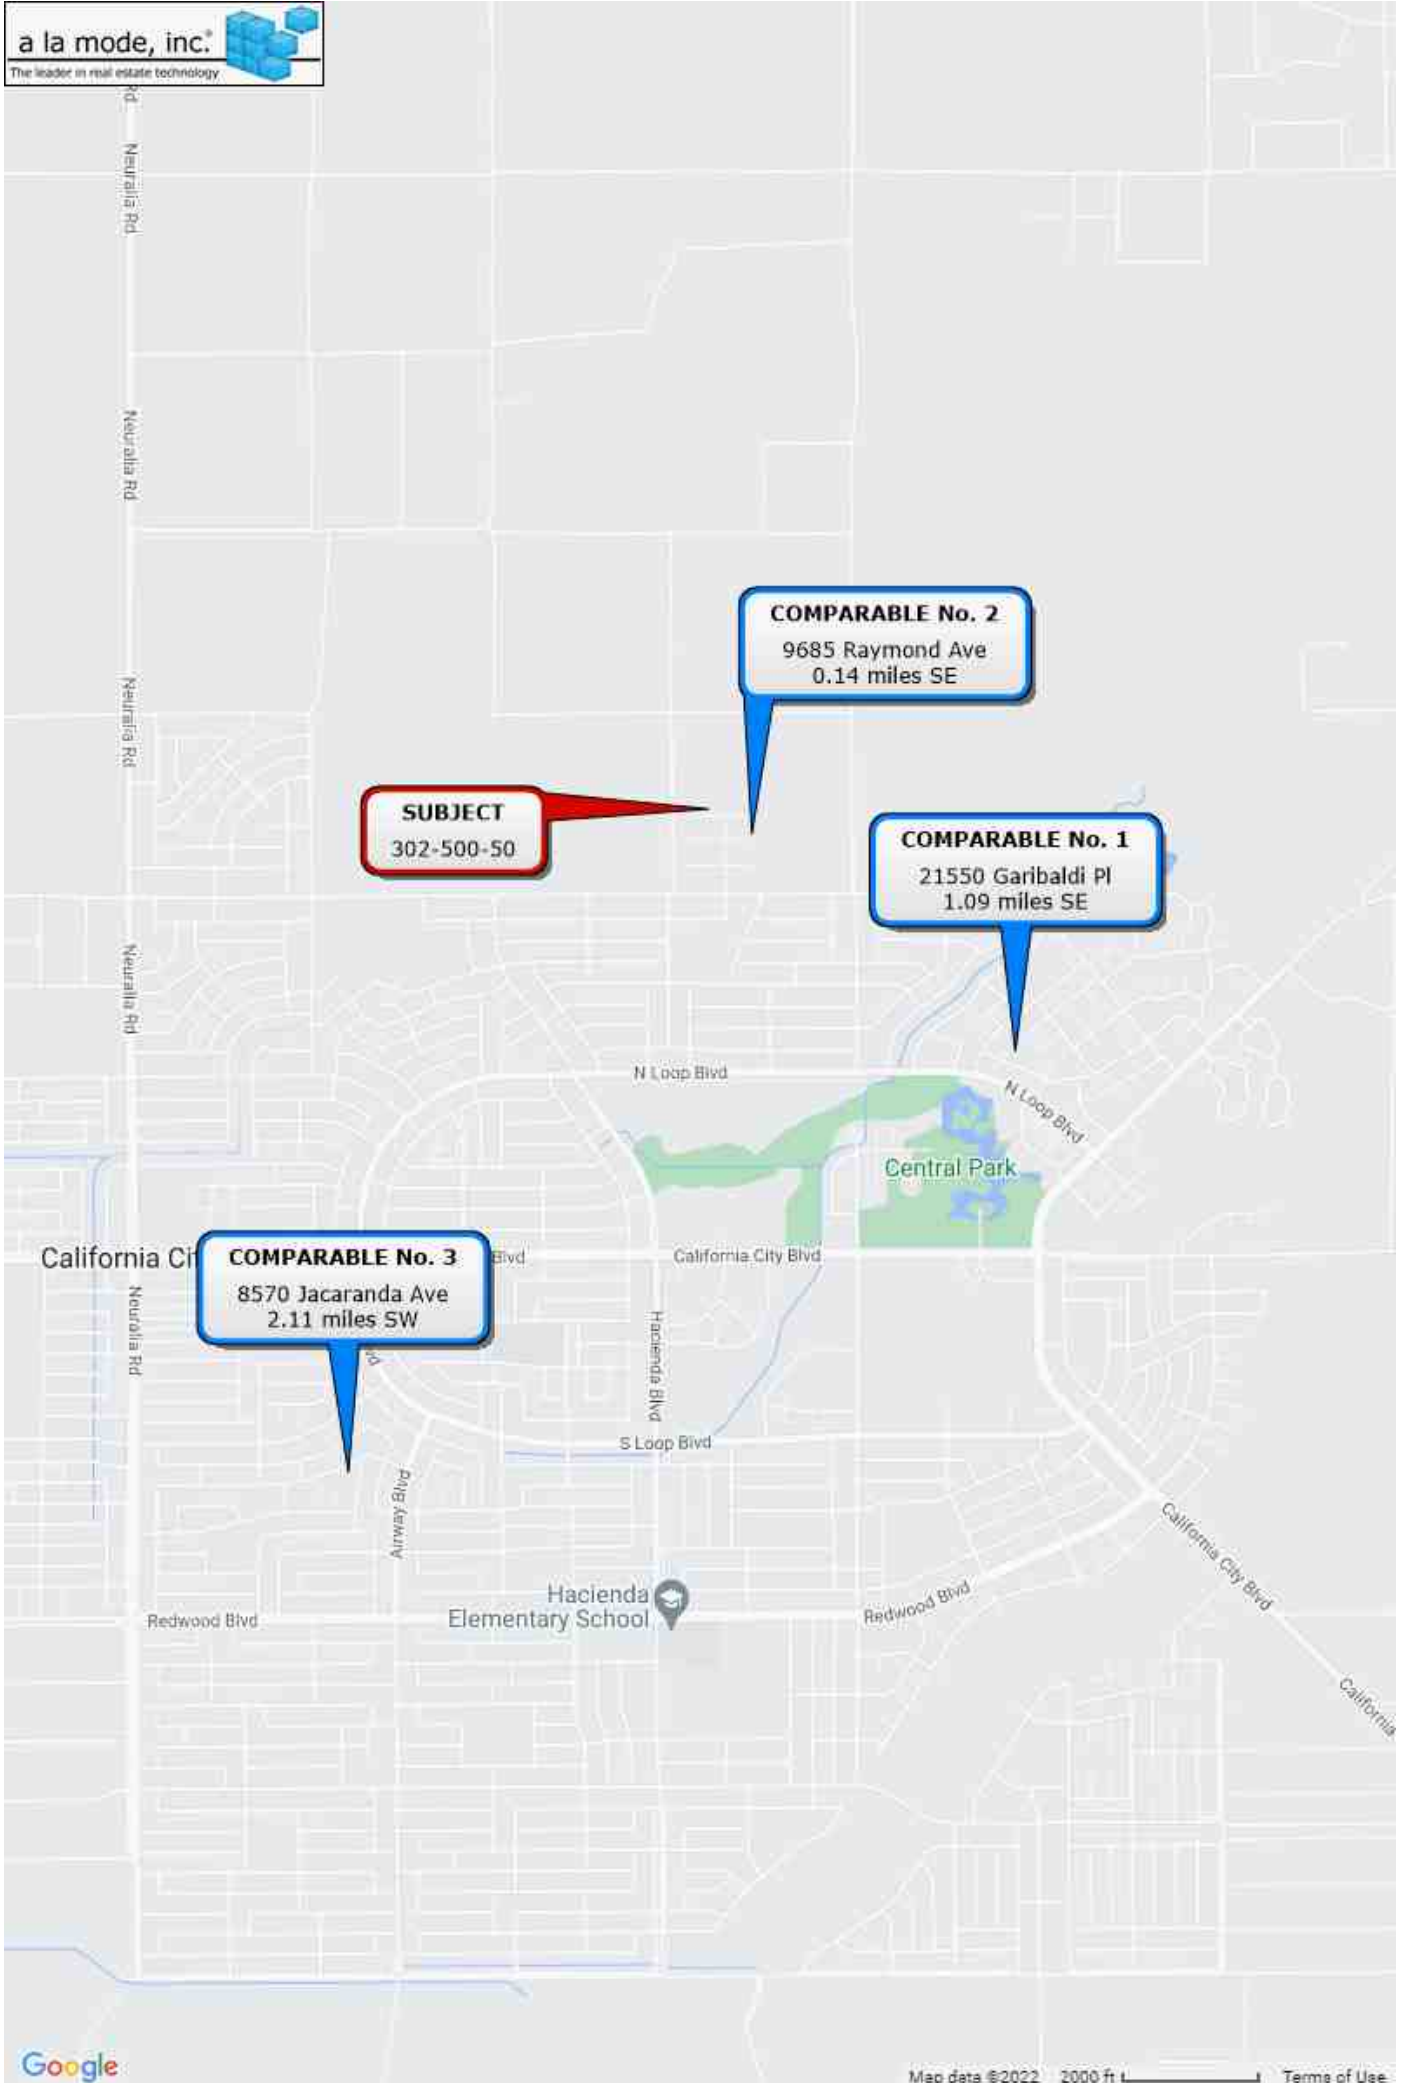 a la mode, inc.®
The leader in real estate technology
Rd
Neuralia Rd
Neuralia Rd
COMPARABLE No. 2
9685 Raymond Ave
0.14 miles SE
Neuralia Rd
SUBJECT
302-500-50
COMPARABLE No. 1
21550 Garibaldi Pl
1.09 miles SE
Neuralia Rd
N Loop Blvd
N Loop Blvd
Central Park
California Cit
COMPARABLE No. 3
8570 Jacaranda Ave
2.11 miles SW
Blvd
California City Blvd
Neuralia Rd
Hacienda Blvd
vd
S Loop Blvd
Airway Blvd
California City Blvd
Hacienda
Elementary School
Redwood Blvd
Redwood Blvd
California
Google
Map data ©2022
2000 ft
Terms of Use